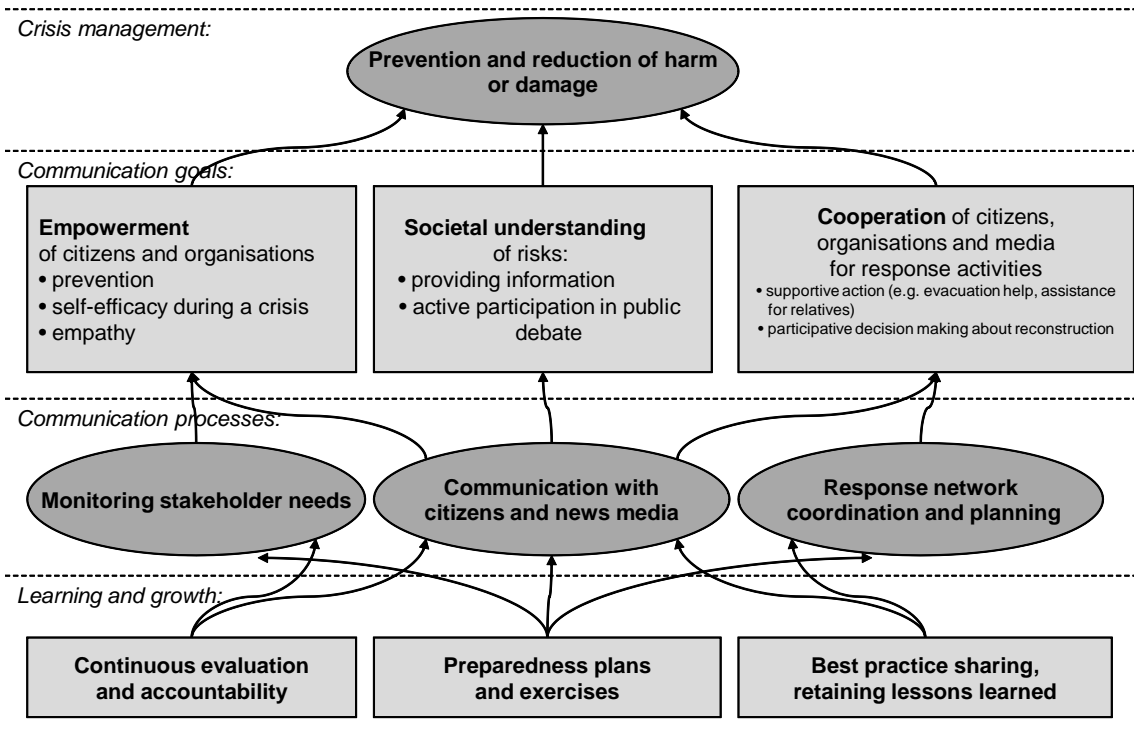 Crisis management:
Prevention and reduction of harm
or damage
Communication goals:
Empowerment
of citizens and organisations
• prevention
• self-efficacy during a crisis
• empathy
Societal understanding
of risks:
• providing information
• active participation in public
debate
Cooperation of citizens,
organisations and media
for response activities
• supportive action (e.g. evacuation help, assistance
for relatives)
• participative decision making about reconstruction
Communication processes:
Monitoring stakeholder needs
Communication with
citizens and news media
Response network
coordination and planning
Learning and growth:
Continuous evaluation
and accountability
Preparedness plans
and exercises
Best practice sharing,
retaining lessons learned